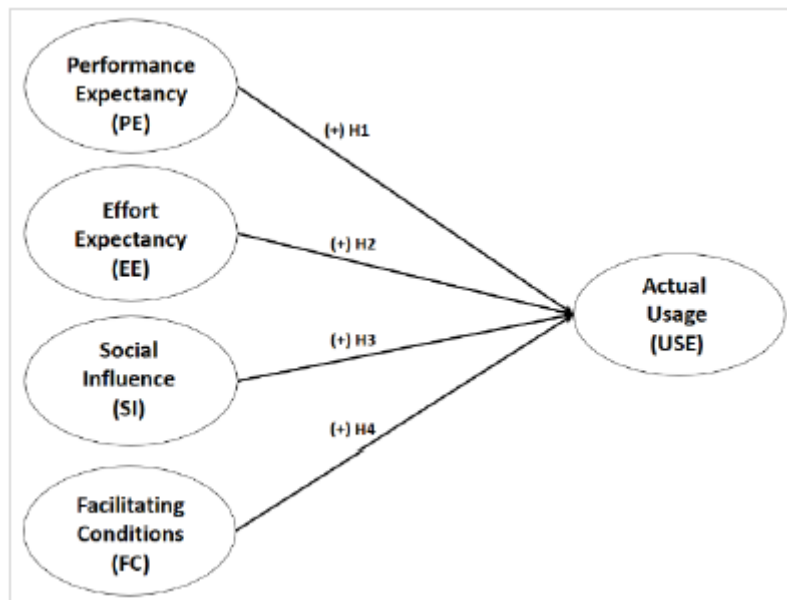 Performance
Expectancy
(PE)
(+) H1
Effort
Expectancy
(EE)
(+) H2
Actual
Usage
(USE)
Social
Influence
(SI)
(+) H3
(+) H4
Facilitating
Conditions
(FC)